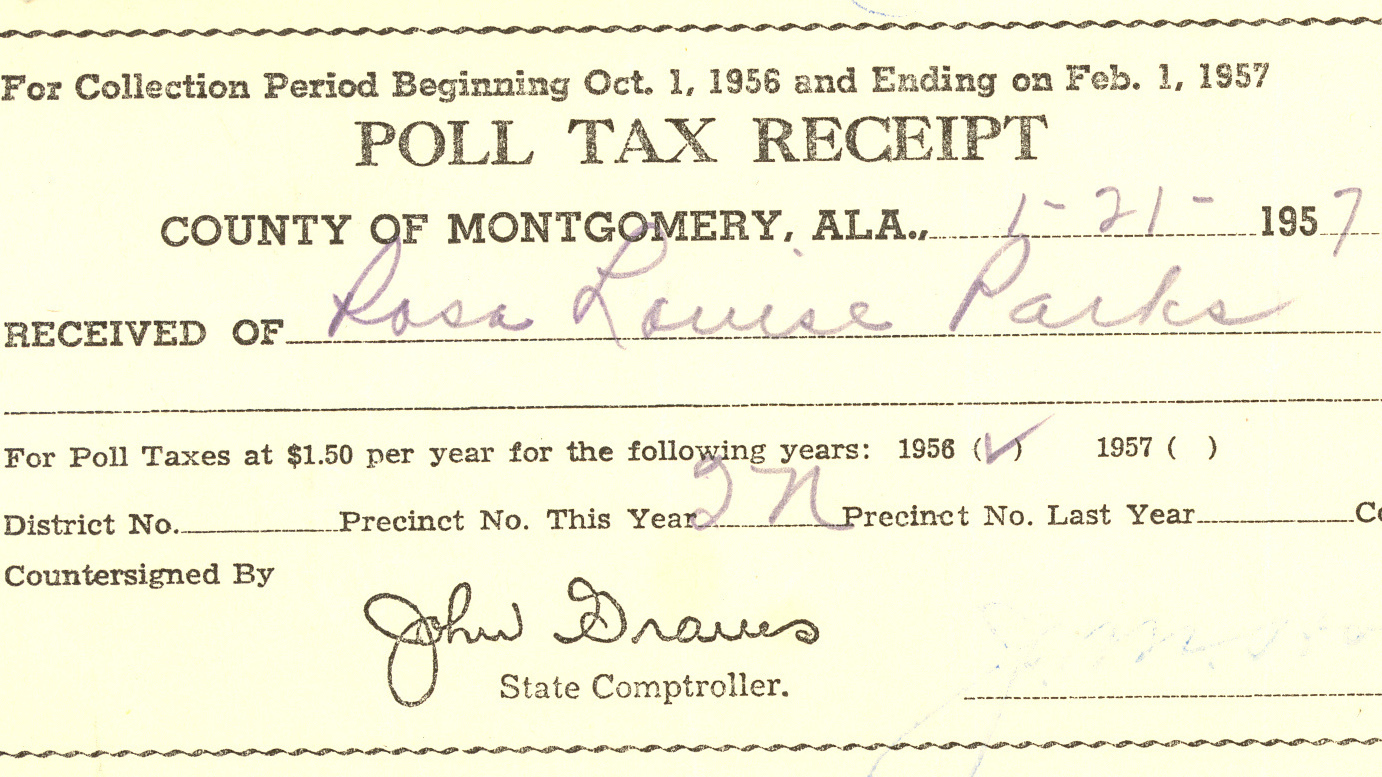 For Collection Period Beginning Oct. 1, 1956 and Ending on Feb. 1, 1957
POLL TAX RECEIPT
COUNTY OF MONTGOMERY, ALA., 1-21- 1957
RECEIVED OF Rosa Louise Parks
For Poll Taxes at $1.50 per year for the following years: 1956 (✓) 1957 ( )
District No. Precinct No. This Year 2N Precinct No. Last Year
Countersigned By
John Graves
State Comptroller.